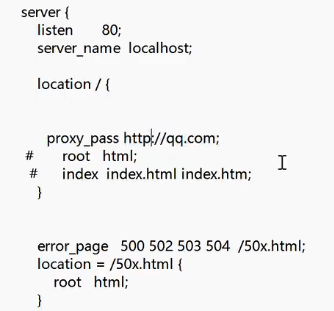 server {
listen 80;
server_name localhost;
location / {
proxy_pass http://qq.com;
# root html;
# index index.html index.htm;
}
error_page 500 502 503 504 /50x.html;
location = /50x.html {
root html;
}